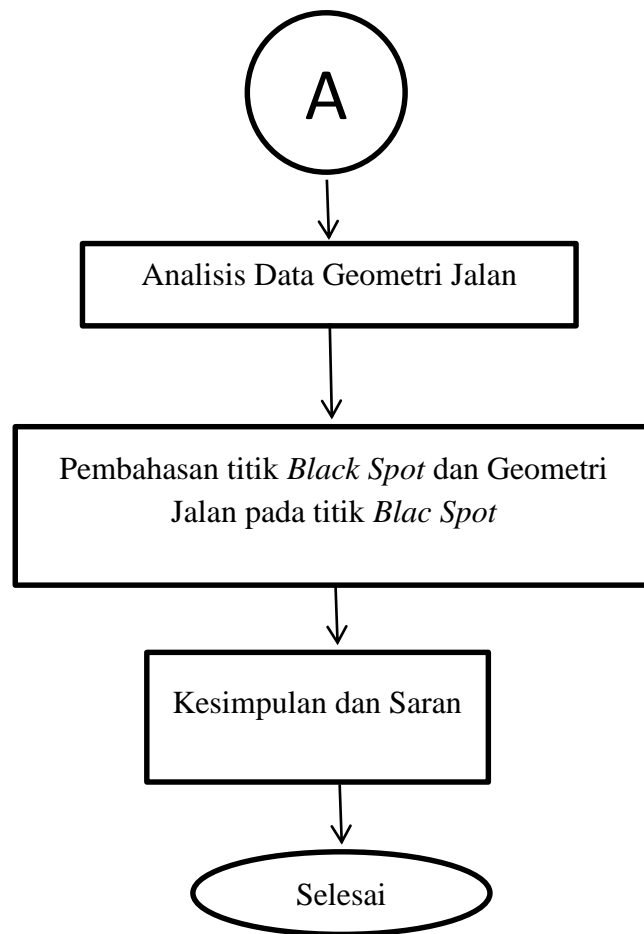 A
Analisis Data Geometri Jalan
Pembahasan titik Black Spot dan Geometri
Jalan pada titik Blac Spot
Kesimpulan dan Saran
Selesai